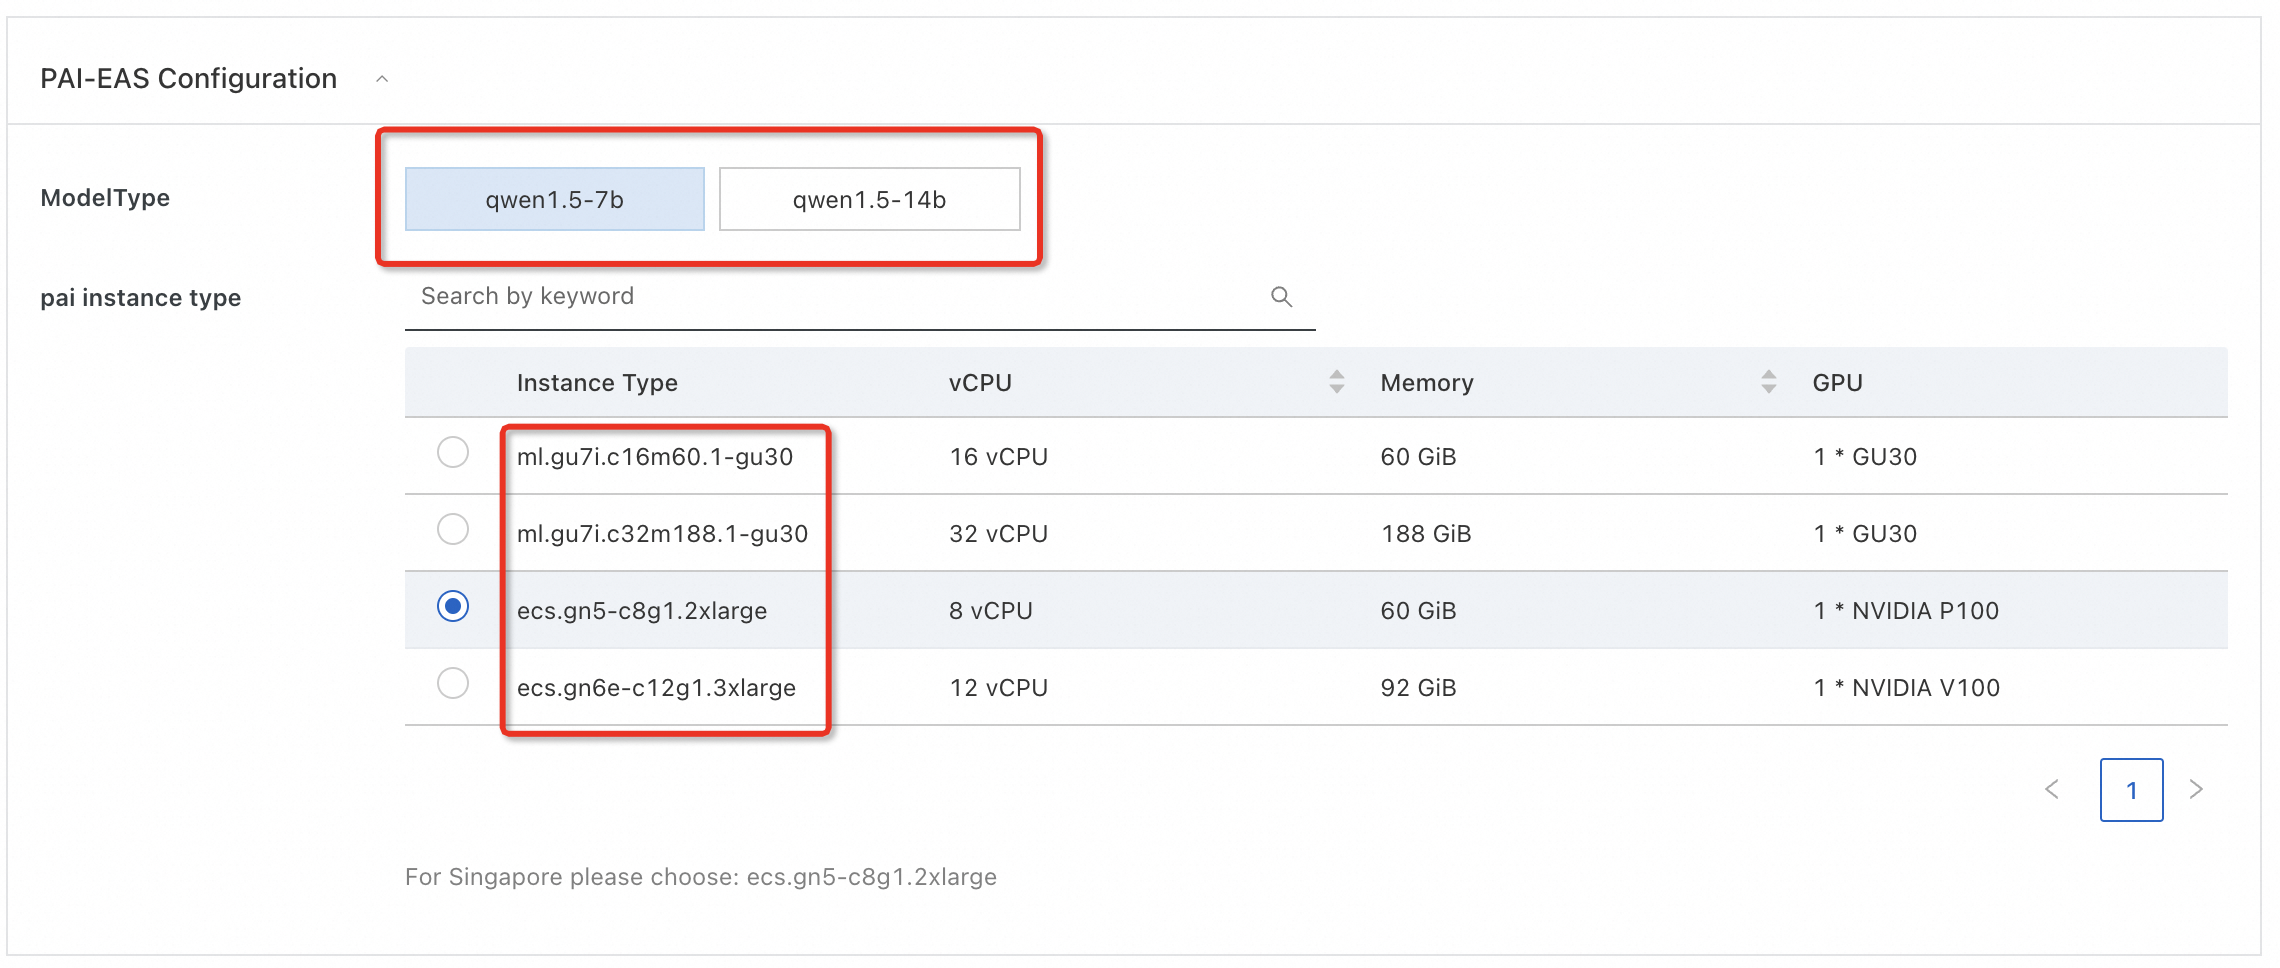 PAI-EAS Configuration
ModelType
qwen1.5-7b qwen1.5-14b
pai instance type Search by keyword
Instance Type vCPU Memory GPU
ml.gu7i.c16m60.1-gu30 16 vCPU 60 GiB 1 * GU30
ml.gu7i.c32m188.1-gu30 32 vCPU 188 GiB 1 * GU30
ecs.gn5-c8g1.2xlarge 8 vCPU 60 GiB 1 * NVIDIA P100
ecs.gn6e-c12g1.3xlarge 12 vCPU 92 GiB 1 * NVIDIA V100
1
For Singapore please choose: ecs.gn5-c8g1.2xlarge